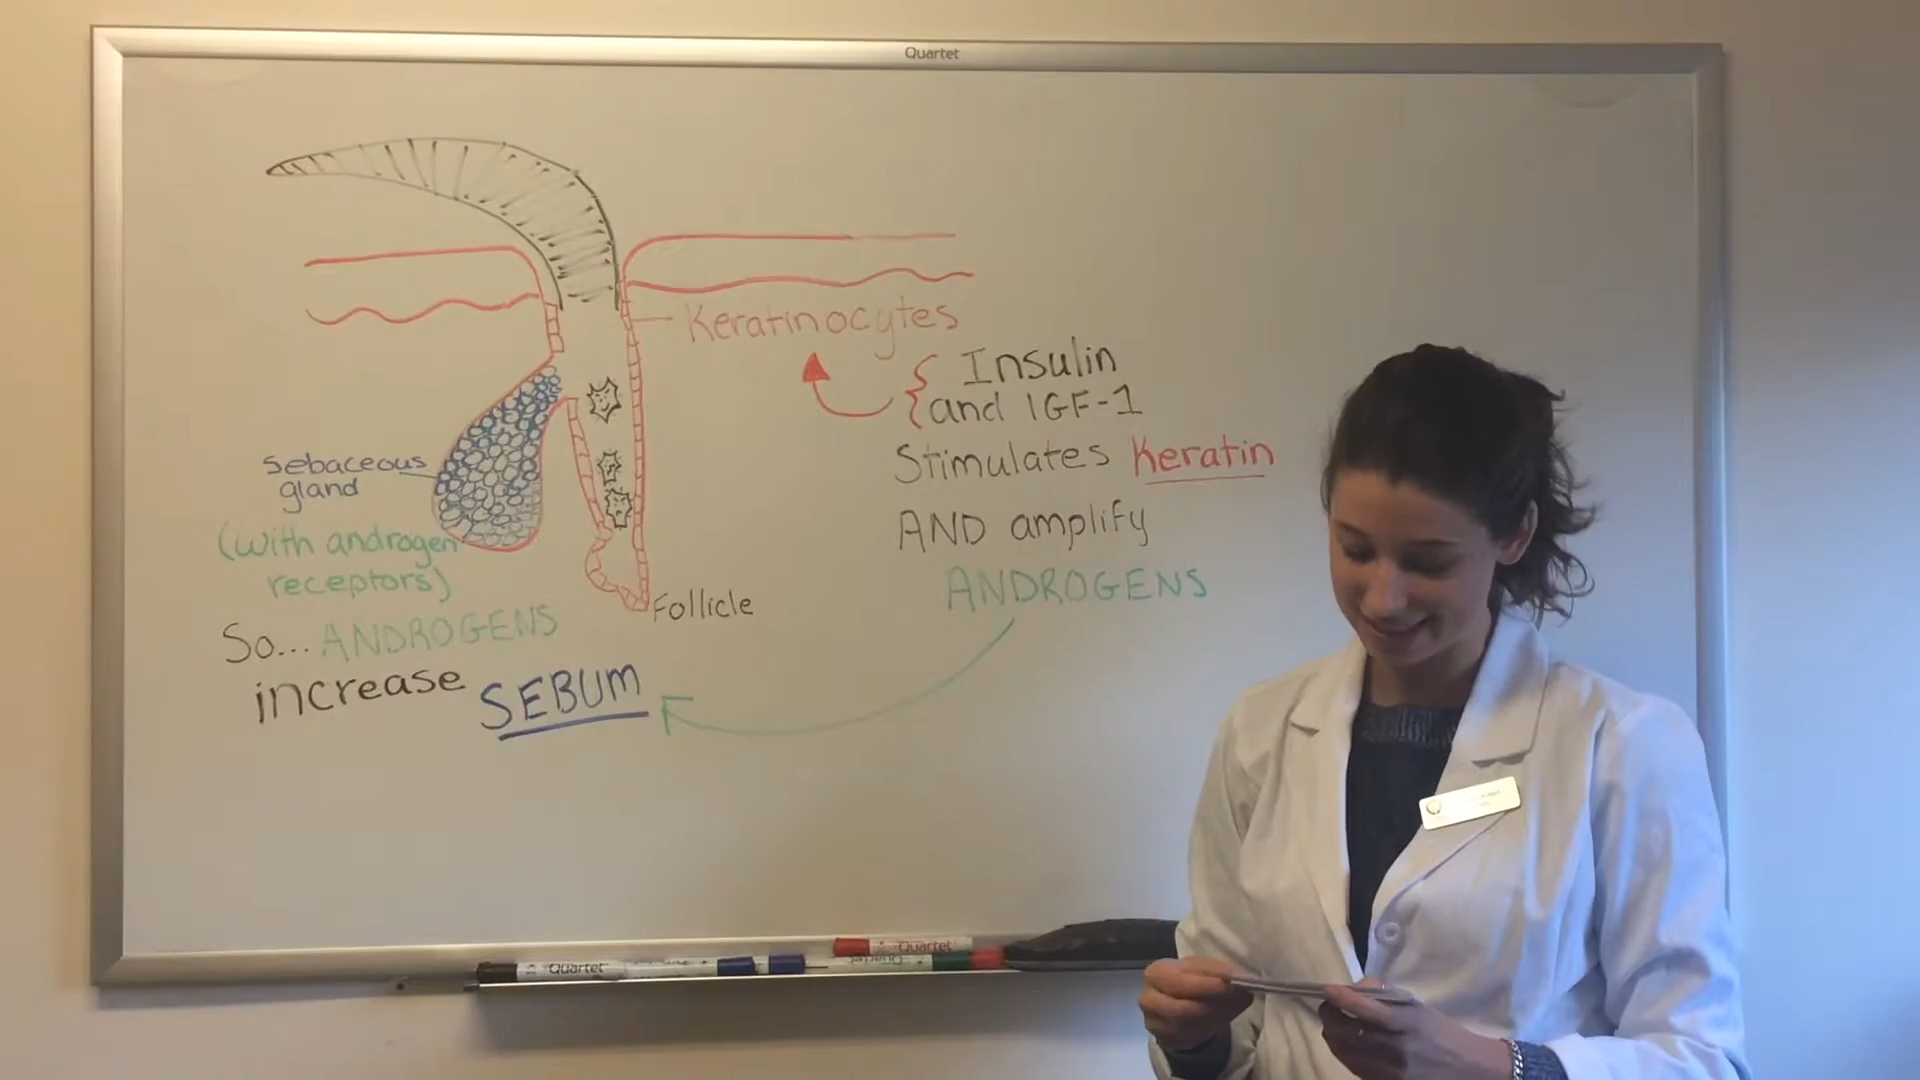 Quartet
Keratinocytes
Insulin
and IGF-1
Stimulates Keratin
AND amplify
ANDROGENS
Sebaceous
gland
(with androgen
receptors)
So... ANDROGENS
increase SEBUM
Follicle
Quartet
Quartet
Quartet